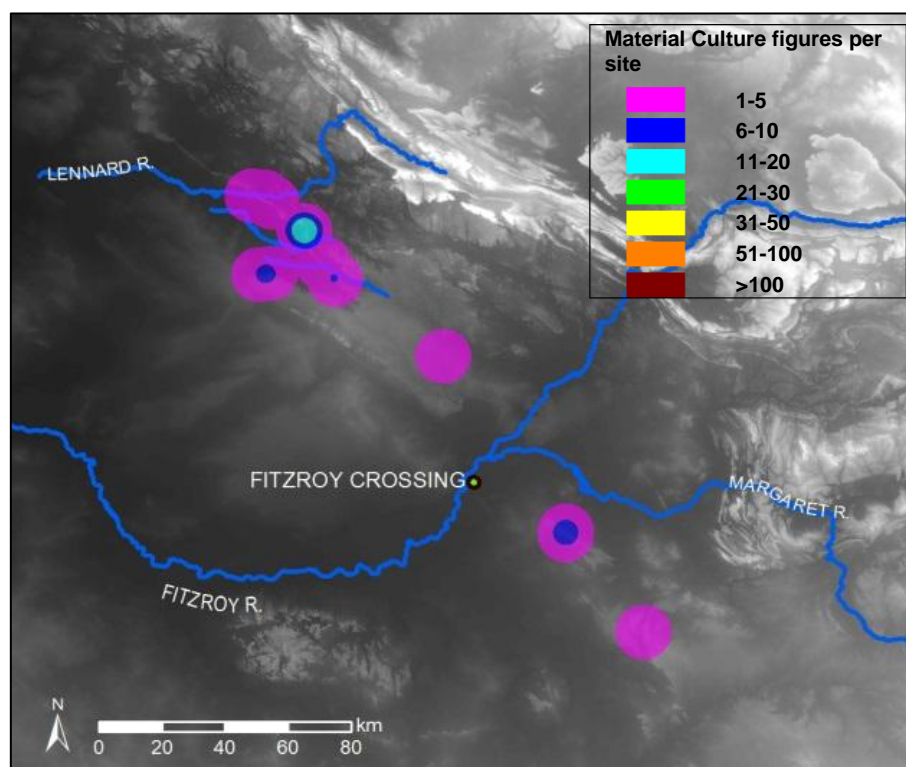 Material Culture figures per
site
1-5
6-10
11-20
21-30
31-50
51-100
>100
LENNARD R.
FITZROY CROSSING
MARGARET R.
FITZROY R.
N
km
0 20 40 60 80